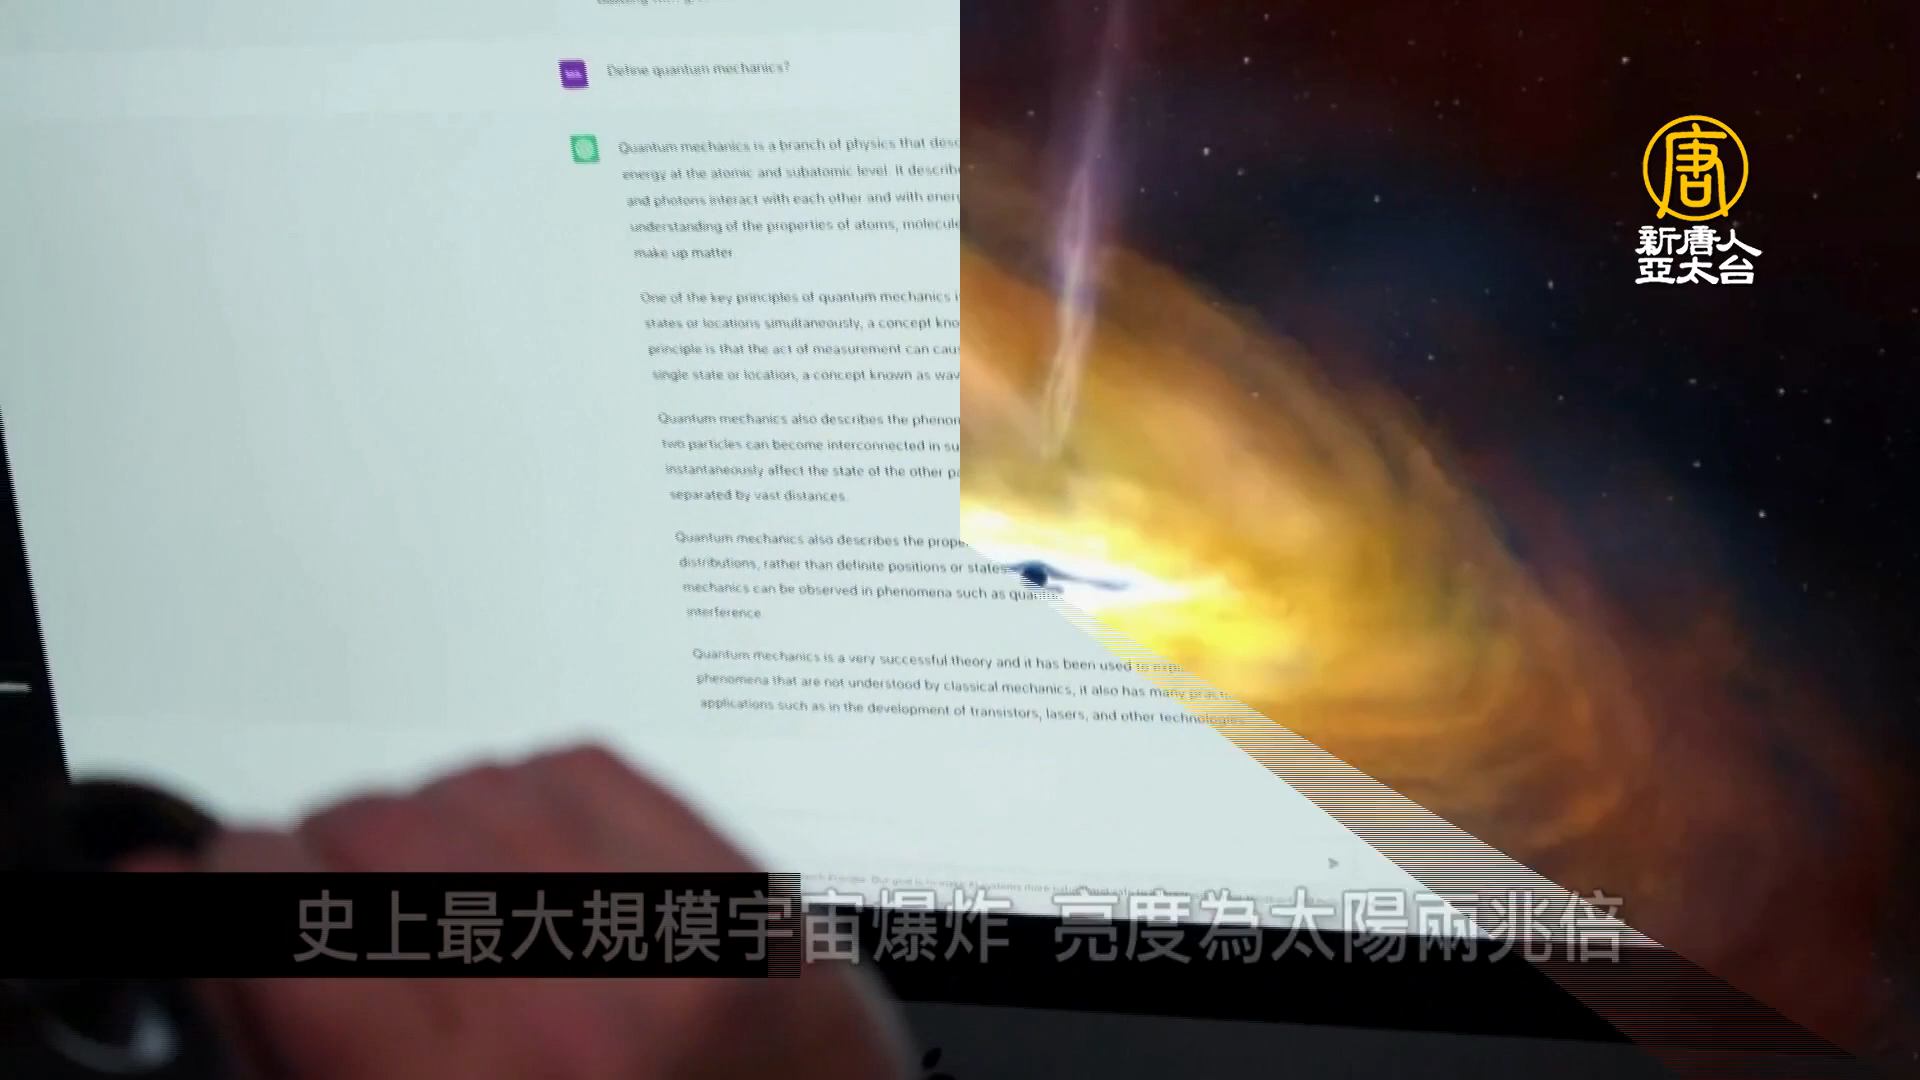 Define quantum mechanics?
Quantum mechanics is a branch of physics that desc
energy at the atomic and subatomic level. It describ
and photons interact with each other and with ener
understanding of the properties of atoms, molecule
make up matter
One of the key principles of quantum mechanics i
states or locations simultaneously, a concept kno
principle is that the act of measurement can cau
single state or location, a concept known as wav
Quantum mechanics also describes the phenom
two particles can become interconnected in su
instantaneously affect the state of the other pa
separated by vast distances.
Quantum mechanics also describes the prope
distributions, rather than definite positions or states
mechanics can be observed in phenomena such as quant
interference
Quantum mechanics is a very successful theory and it has been used to expl
phenomena that are not understood by classical mechanics, it also has many pract
applications such as in the development of transistors, lasers, and other technologies
唐
新唐人
亞太台
史上最大規模宇宙爆炸 亮度為太陽兩兆倍